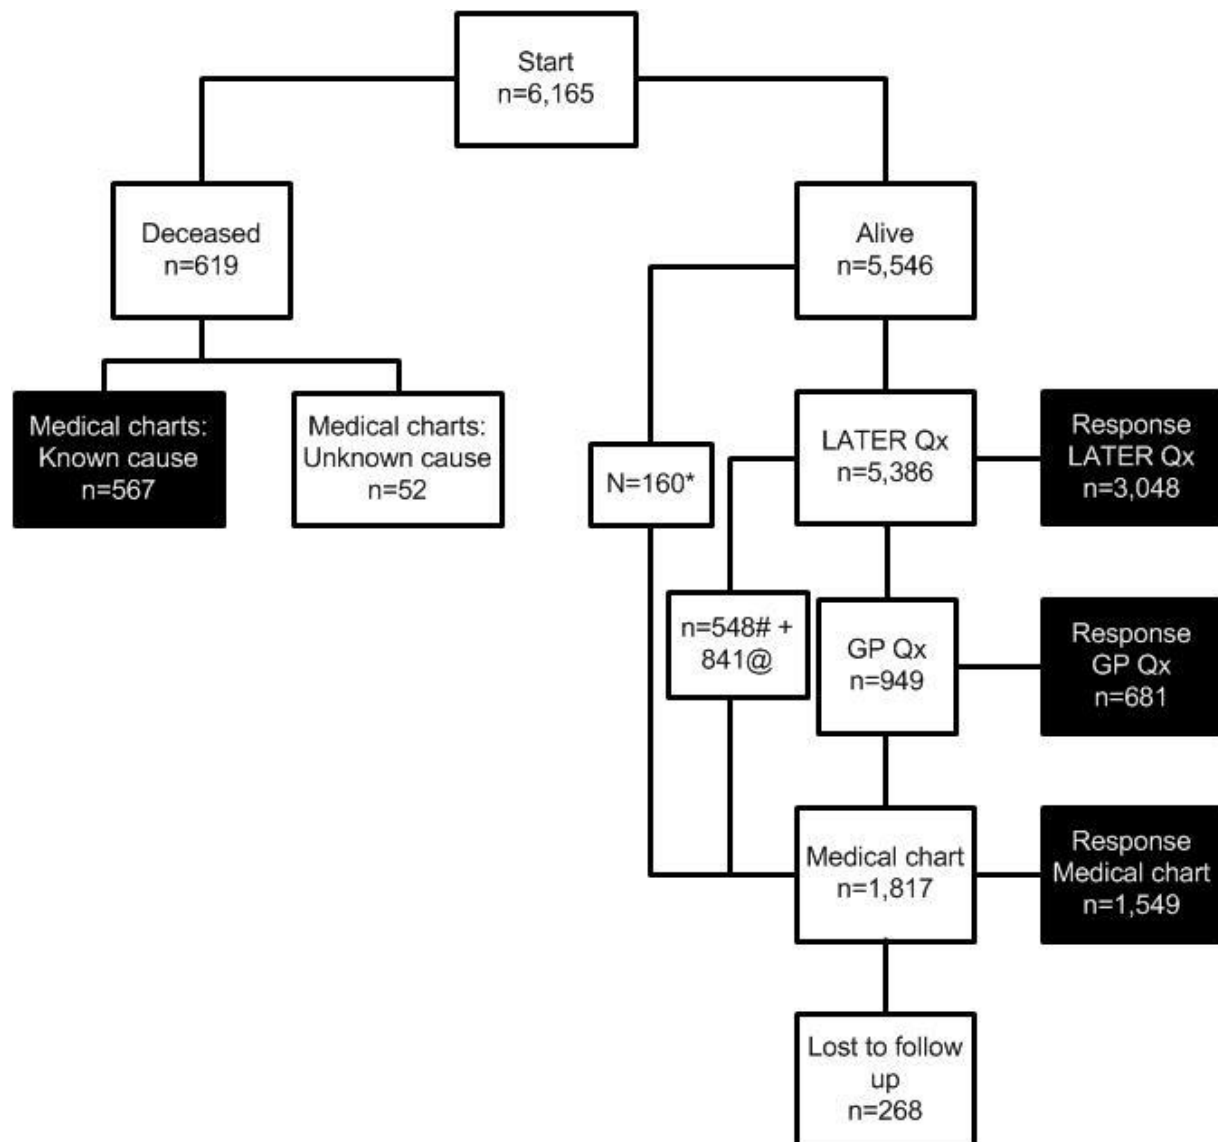 Start
n=6,165
Deceased
n=619
Alive
n=5,546
Medical charts:
Known cause
n=567
Medical charts:
Unknown cause
n=52
N=160*
LATER Qx
n=5,386
Response
LATER Qx
n=3,048
n=548# +
841@
GP Qx
n=949
Response
GP Qx
n=681
Medical chart
n=1,817
Response
Medical chart
n=1,549
Lost to follow
up
n=268